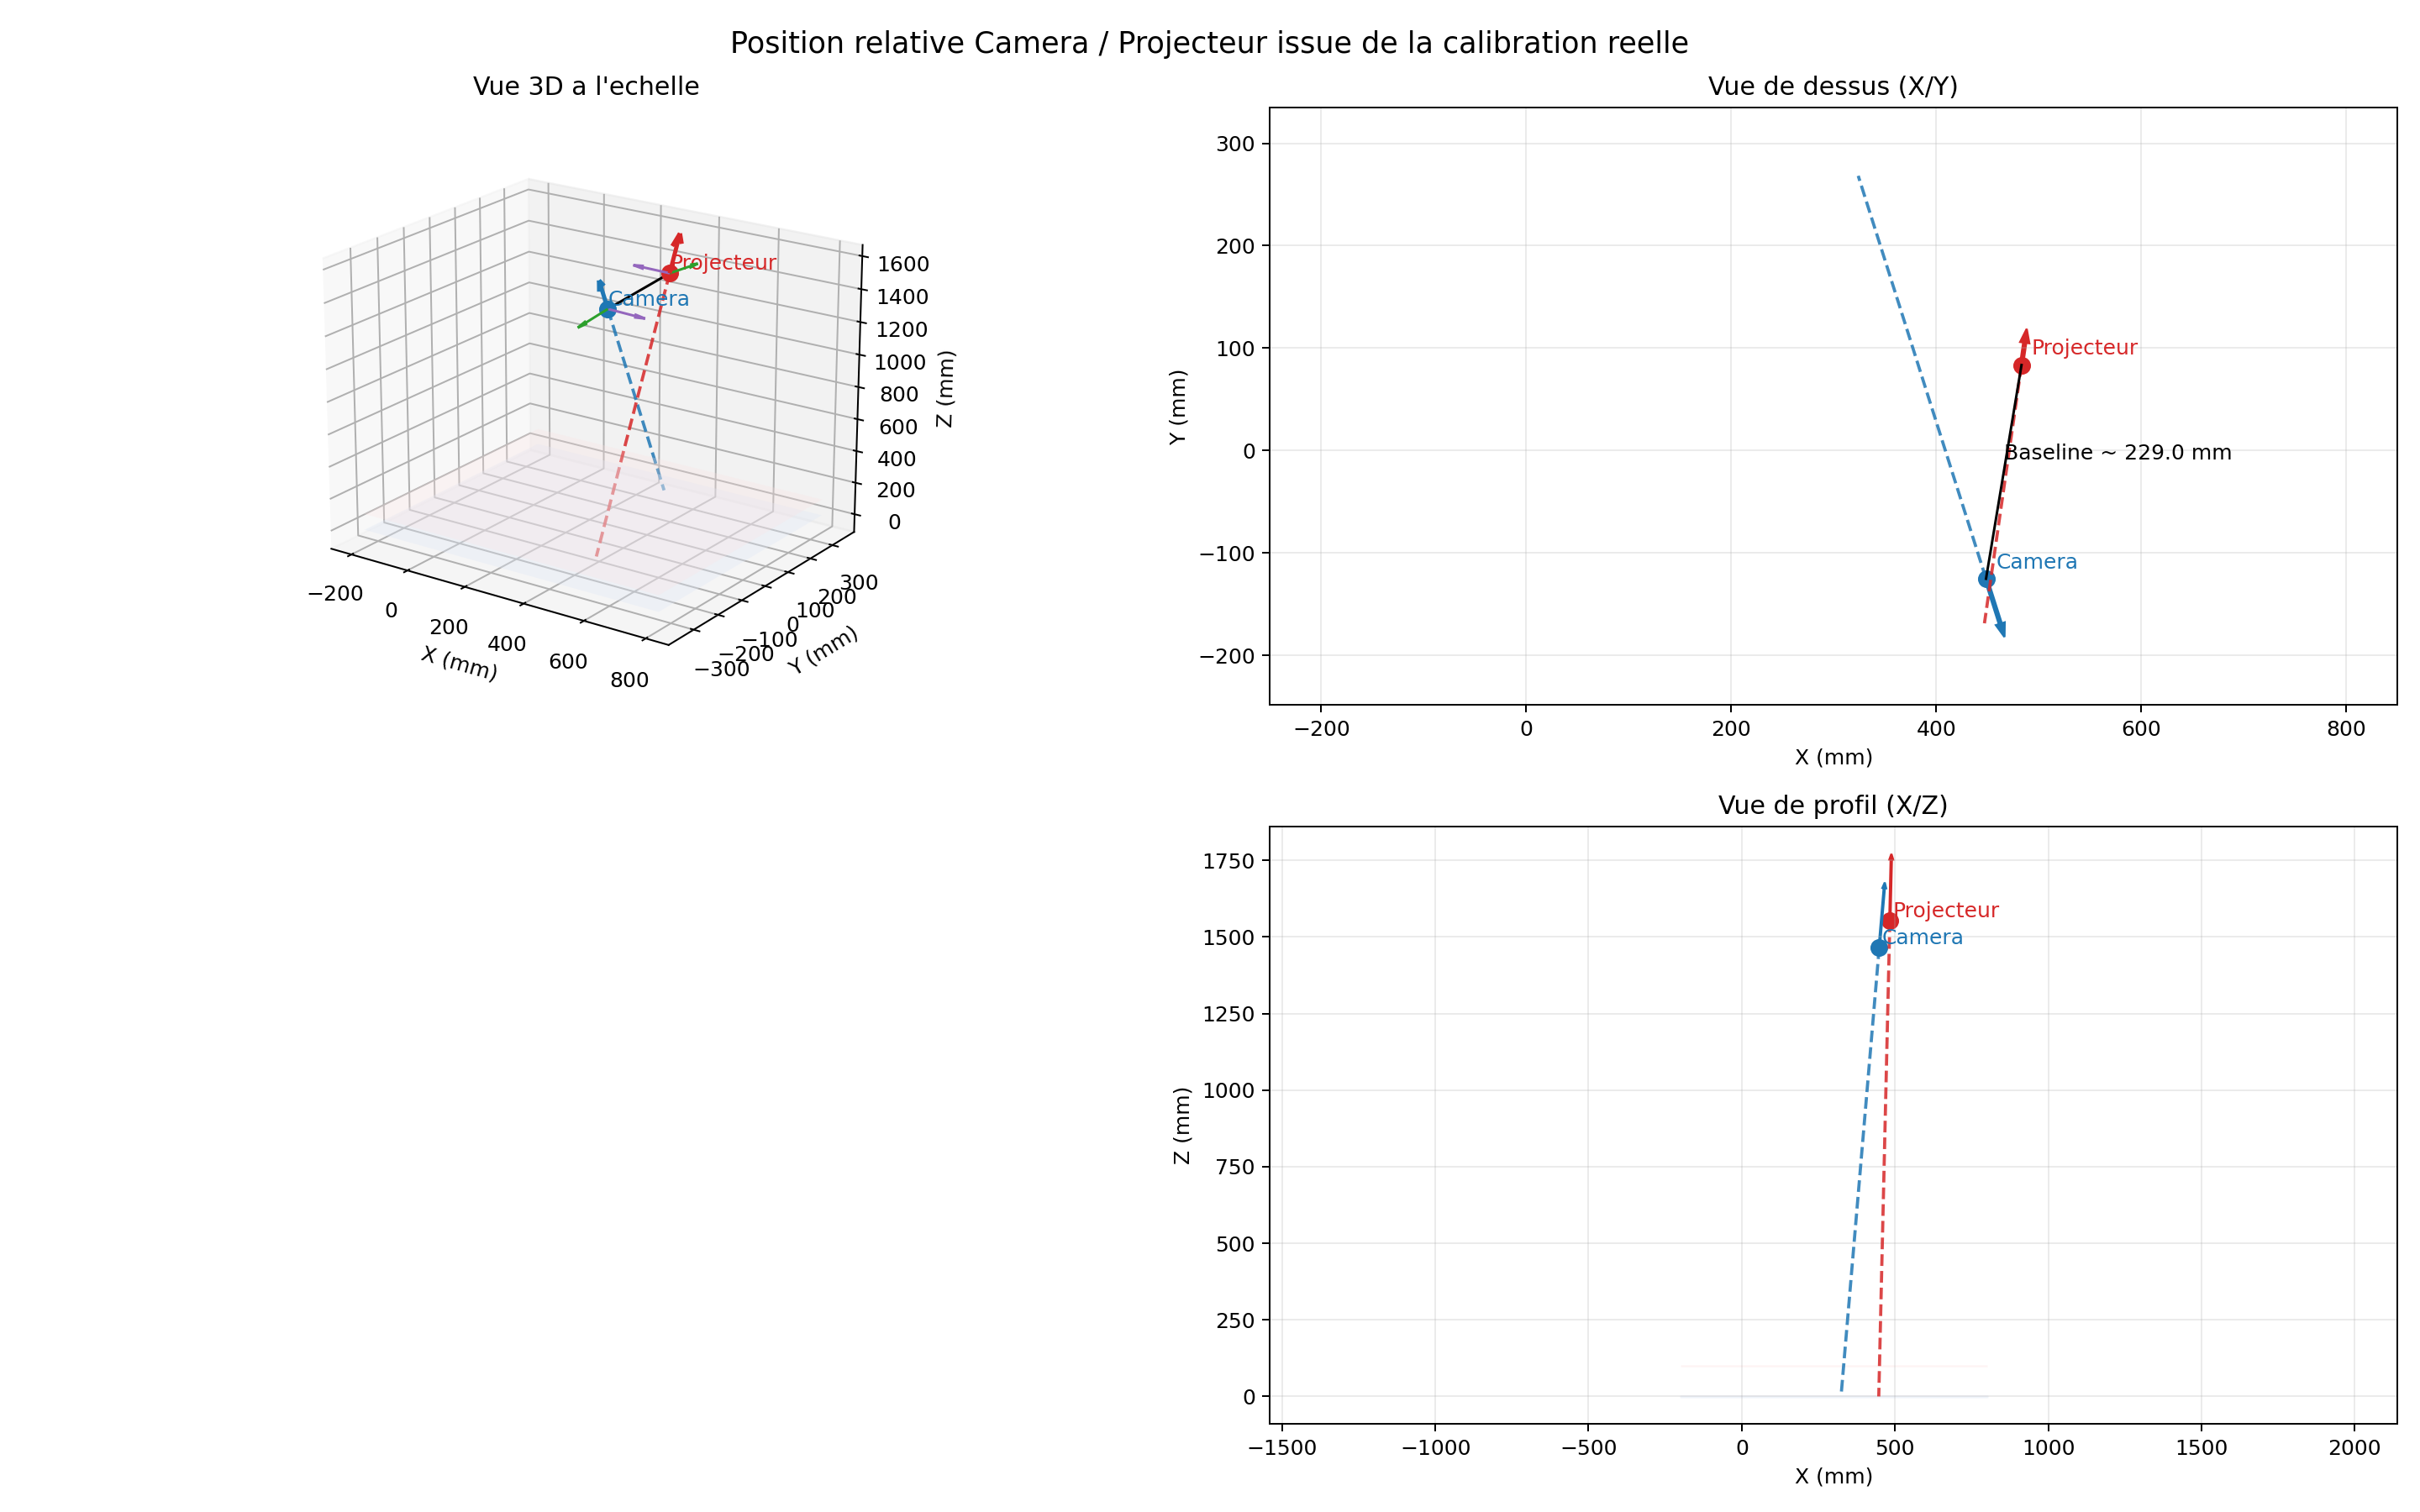 Position relative Camera / Projecteur issue de la calibration reelle
Vue 3D a l'echelle
Projecteur
Camera
1600
1400
1200
1000
800
600
400
200
0
Z (mm)
−200
0
200
400
600
800
X (mm)
−300
−200
−100
0
100
200
300
Y (mm)
Vue de dessus (X/Y)
300
200
100
0
−100
−200
Y (mm)
Projecteur
Baseline ~ 229.0 mm
Camera
−200
0
200
400
600
800
X (mm)
Vue de profil (X/Z)
1750
1500
1250
1000
750
500
250
0
Z (mm)
Projecteur
Camera
−1500
−1000
−500
0
500
1000
1500
2000
X (mm)